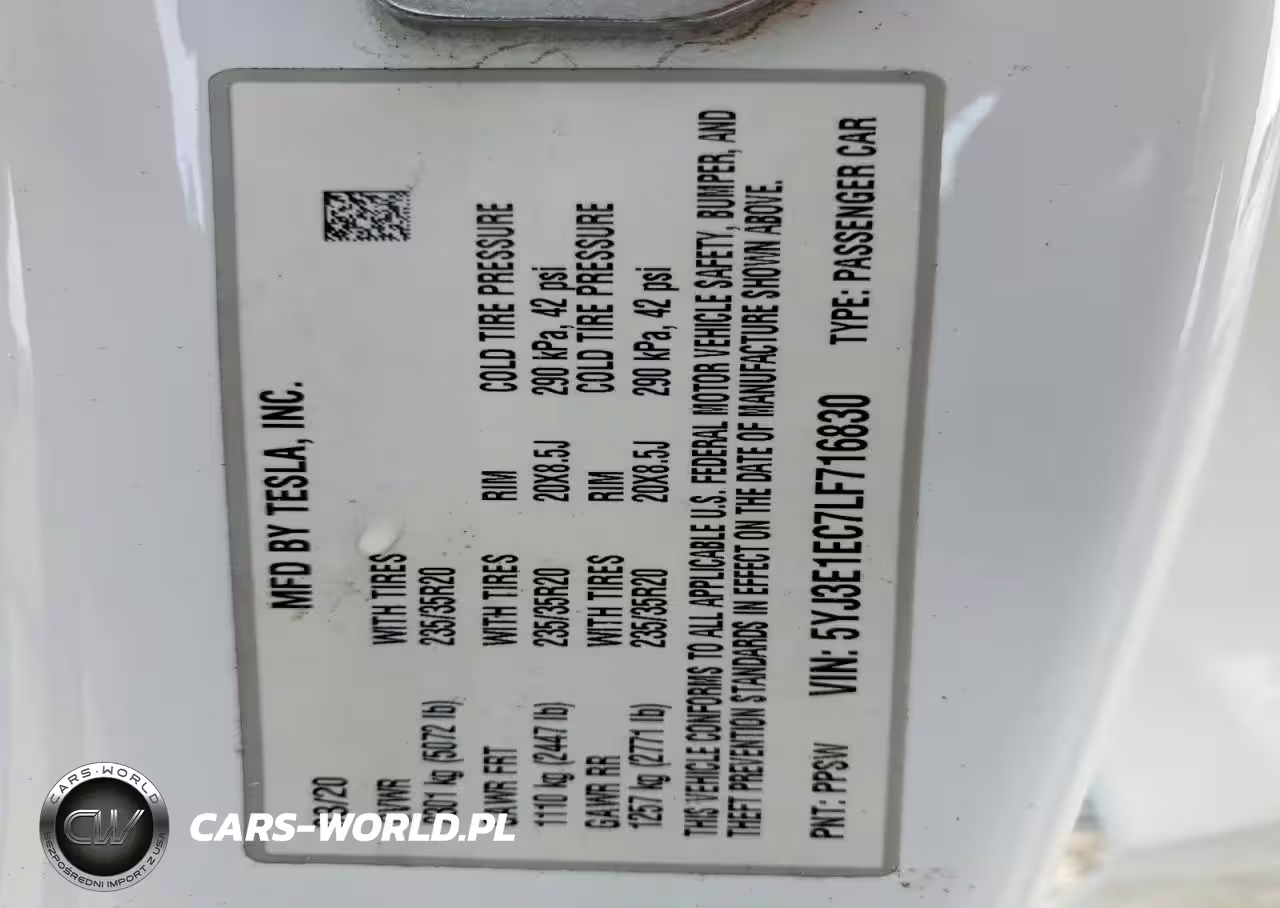 MFD BY TESLA, INC.
3/20
WITH TIRES
(5072 lb) 235/35R20
GAWR FRT WITH TIRES RIM COLD TIRE PRESSURE
1110 kg (2447 lb) 235/35R20 20X8.5J 290 kPa, 42 psi
GAWR RR WITH TIRES RIM COLD TIRE PRESSURE
1257 kg (2771 lb) 235/35R20 20X8.5J 290 kPa, 42 psi
THIS VEHICLE CONFORMS TO ALL APPLICABLE U.S. FEDERAL MOTOR VEHICLE SAFETY, BUMPER, AND
THEFT PREVENTION STANDARDS IN EFFECT ON THE DATE OF MANUFACTURE SHOWN ABOVE.
PNT: PPSW VIN: 5YJ3E1EC7LF716830 TYPE: PASSENGER CAR
CARS-WORLD
CW
BEZPOŚREDNI IMPORT Z USA
CARS-WORLD.PL